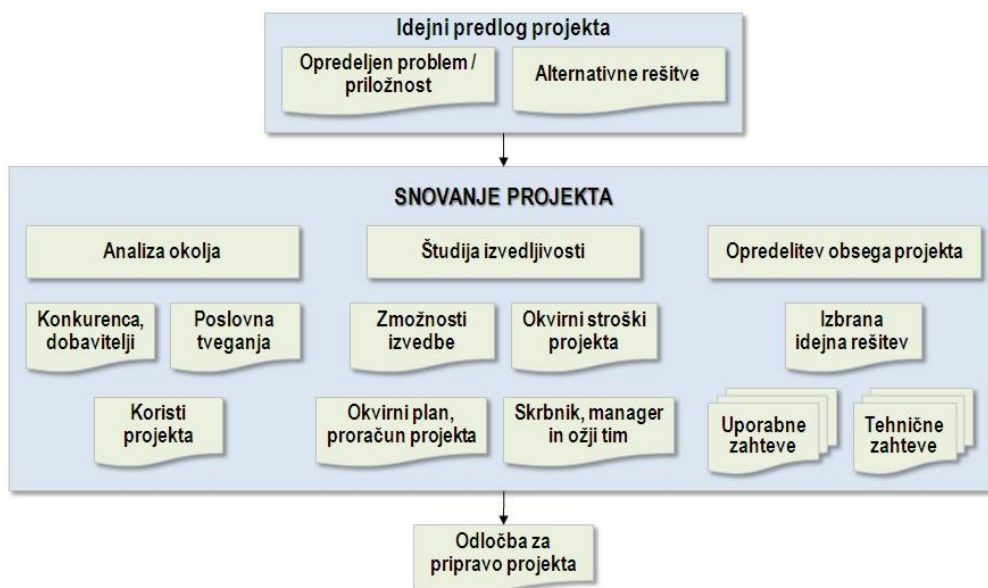 Idejni predlog projekta
Opredeljen problem /
priložnost
Alternativne rešitve
SNOVANJE PROJEKTA
Analiza okolja
Študija izvedljivosti
Opredelitev obsega projekta
Konkurenca,
dobavitelji
Poslovna
tveganja
Zmožnosti
izvedbe
Okvirni stroški
projekta
Izbrana
idejna rešitev
Koristi
projekta
Okvirni plan,
proračun projekta
Skrbnik, manager
in ožji tim
Uporabne
zahteve
Tehnične
zahteve
Odločba za
pripravo projekta